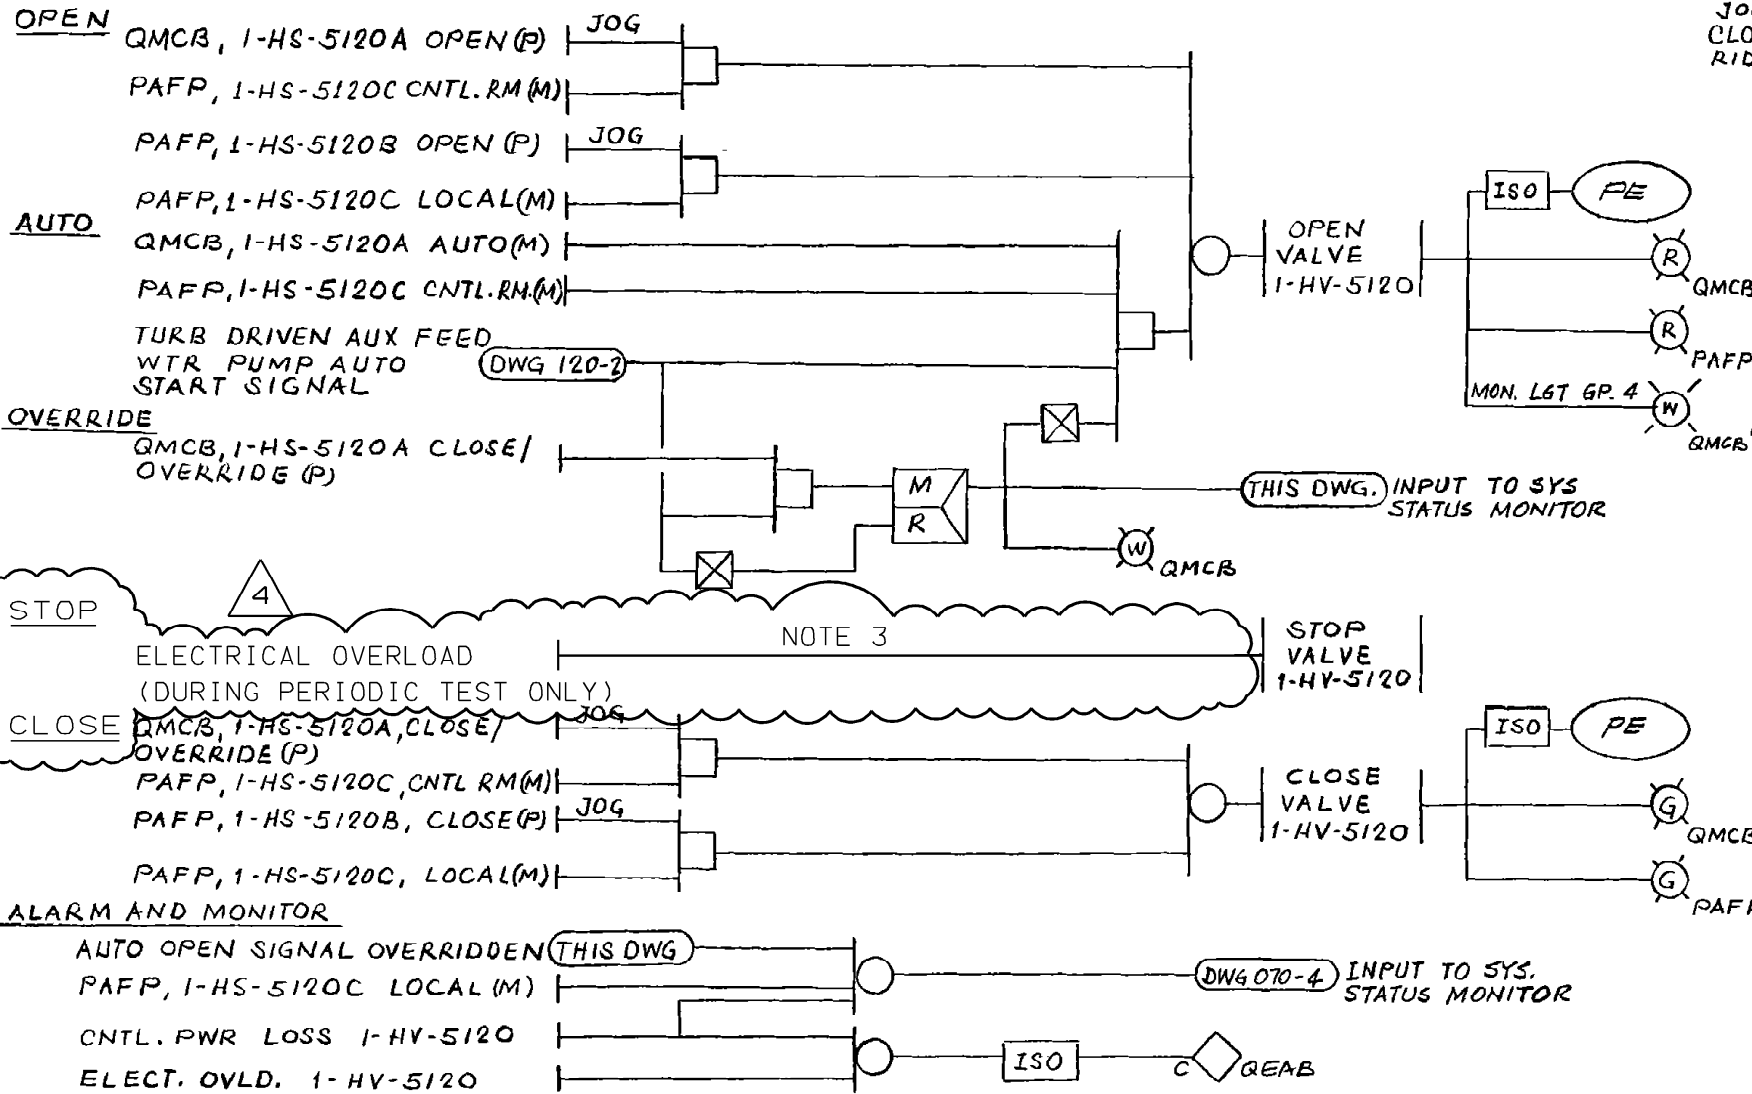 OPEN
QMCB, 1-HS-5120A OPEN (P)
JOG
PAFP, 1-HS-5120C CNTL. RM (M)
PAFP, 1-HS-5120B OPEN (P)
JOG
PAFP, 1-HS-5120C LOCAL (M)
AUTO
QMCB, 1-HS-5120A AUTO (M)
PAFP, 1-HS-5120C CNTL. RM. (M)
TURB DRIVEN AUX FEED
WTR PUMP AUTO
START SIGNAL
DWG 120-2
OVERRIDE
QMCB, 1-HS-5120A CLOSE/
OVERRIDE (P)
M
R
W
QMCB
THIS DWG.
INPUT TO SYS
STATUS MONITOR
OPEN
VALVE
1-HV-5120
ISO
PE
R
QMCB
R
PAFP
MON. LGT GP. 4
W
QMCB
STOP
4
ELECTRICAL OVERLOAD
(DURING PERIODIC TEST ONLY)
NOTE 3
STOP
VALVE
1-HV-5120
CLOSE
QMCB, 1-HS-5120A, CLOSE/
OVERRIDE (P)
JOG
PAFP, 1-HS-5120C, CNTL RM (M)
PAFP, 1-HS-5120B, CLOSE (P)
JOG
PAFP, 1-HS-5120C, LOCAL (M)
CLOSE
VALVE
1-HV-5120
ISO
PE
G
QMCB
G
ALARM AND MONITOR
AUTO OPEN SIGNAL OVERRIDDEN
THIS DWG
PAFP, 1-HS-5120C LOCAL (M)
DWG 070-4
INPUT TO SYS.
STATUS MONITOR
CNTL. PWR LOSS 1-HV-5120
ELECT. OVLD. 1-HV-5120
ISO
C
QEAB